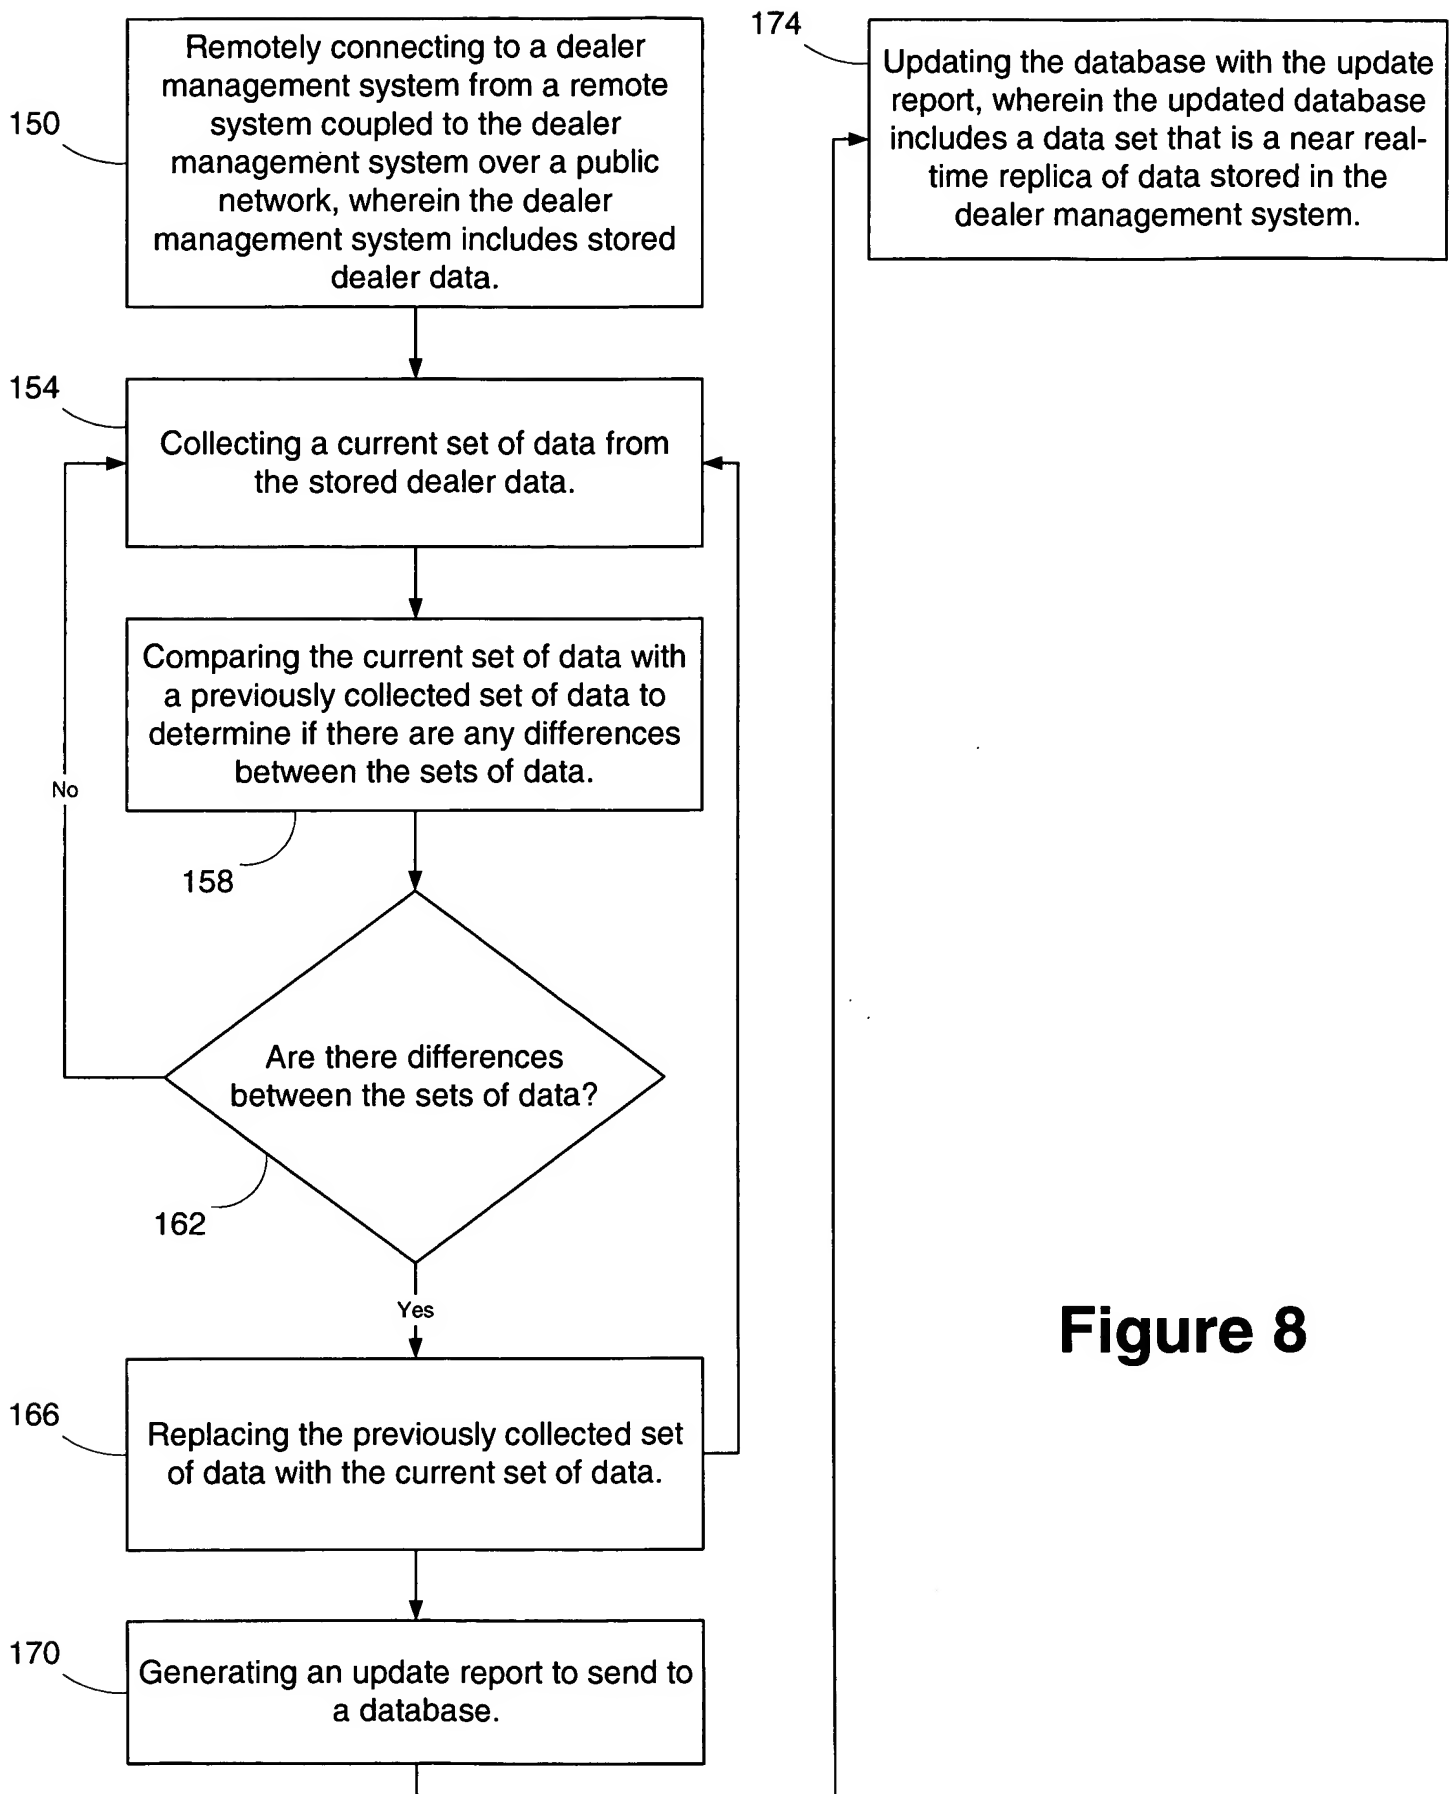 150
Remotely connecting to a dealer
management system from a remote
system coupled to the dealer
management system over a public
network, wherein the dealer
management system includes stored
dealer data.
154
Collecting a current set of data from
the stored dealer data.
Comparing the current set of data with
a previously collected set of data to
determine if there are any differences
between the sets of data.
158
No
Are there differences
between the sets of data?
162
Yes
166
Replacing the previously collected set
of data with the current set of data.
170
Generating an update report to send to
a database.
174
Updating the database with the update
report, wherein the updated database
includes a data set that is a near real-
time replica of data stored in the
dealer management system.
Figure 8